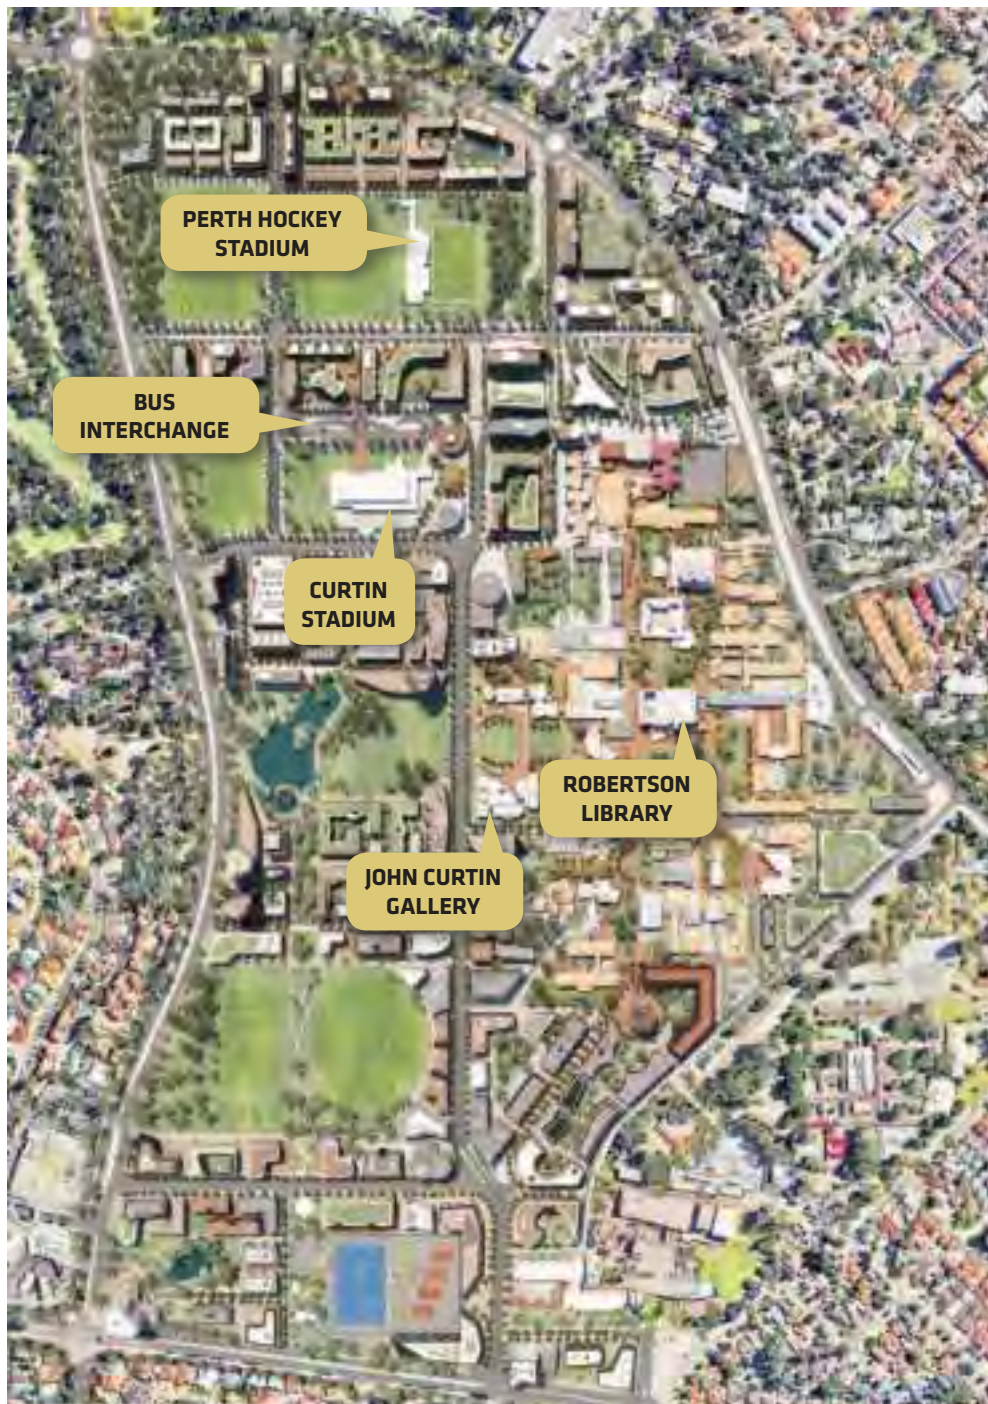 PERTH HOCKEY
STADIUM
BUS
INTERCHANGE
CURTIN
STADIUM
ROBERTSON
LIBRARY
JOHN CURTIN
GALLERY